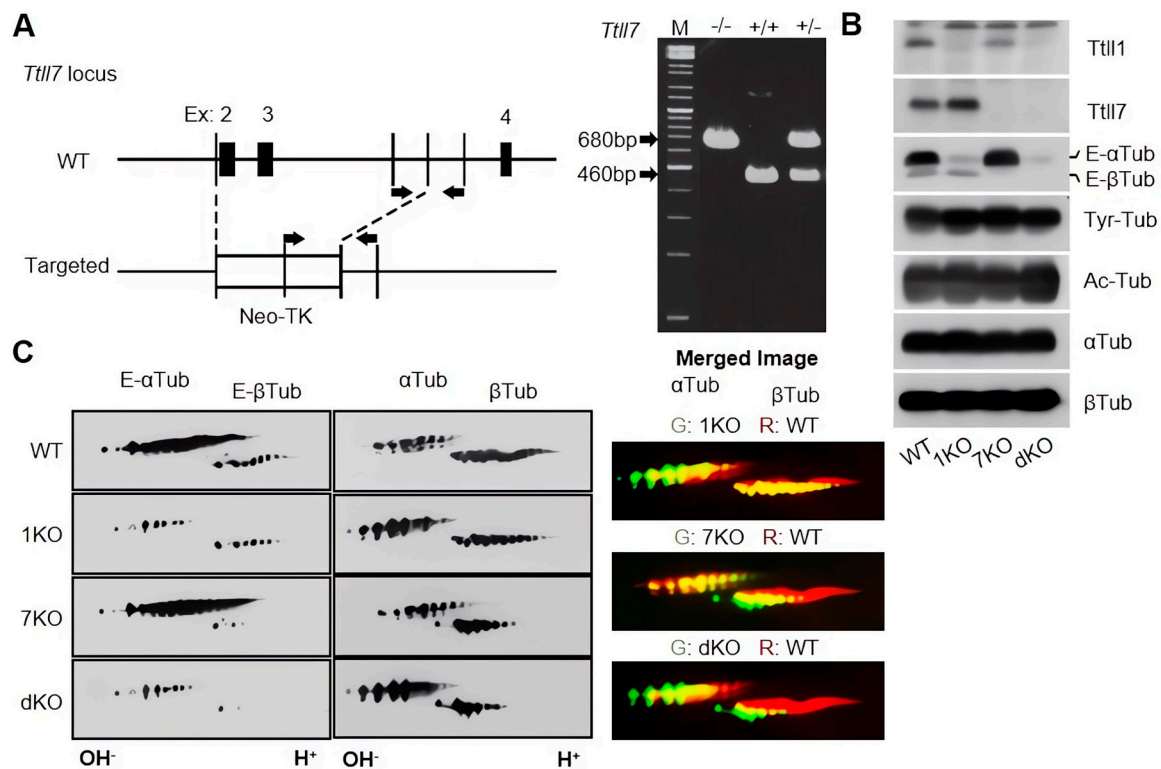 A
Ttll7 locus
Ex: 2 3 4
WT
Targeted
Neo-TK
Ttll7 M -/- +/+ +/-
680bp
460bp
B
Ttll1
Ttll7
E-αTub
E-βTub
Tyr-Tub
Ac-Tub
αTub
βTub
WT 1KO 7KO dKO
C
E-αTub E-βTub αTub βTub
WT
1KO
7KO
dKO
OH- H+ OH- H+
Merged Image
αTub βTub
G: 1KO R: WT
G: 7KO R: WT
G: dKO R: WT